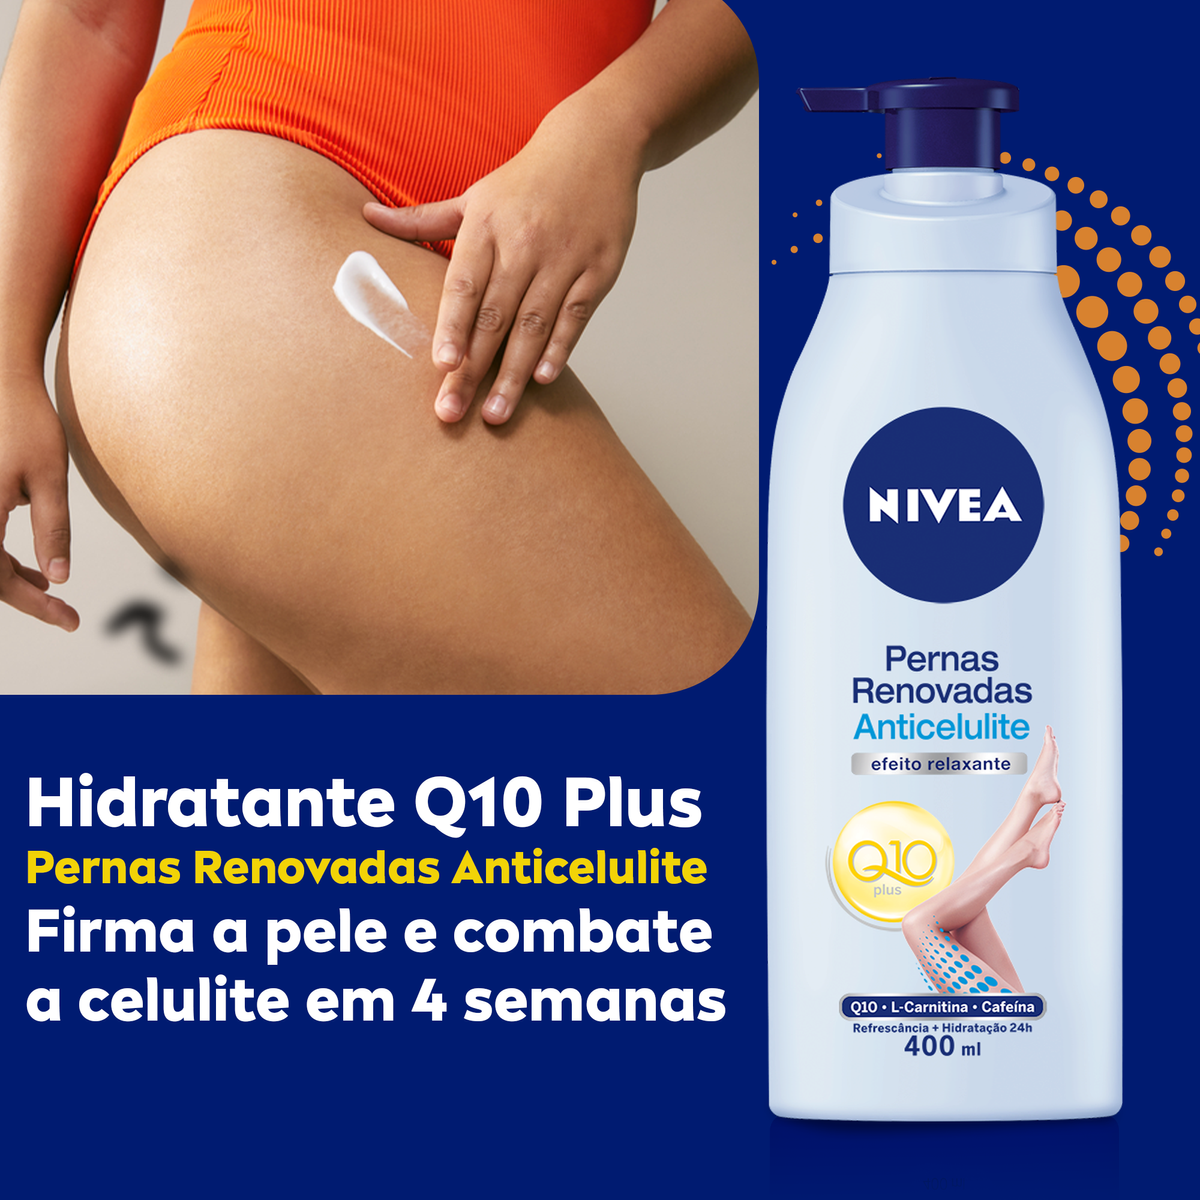 Hidratante Q10 Plus
Pernas Renovadas Anticelulite
Firma a pele e combate
a celulite em 4 semanas
NIVEA
Pernas
Renovadas
Anticelulite
efeito relaxante
Q10
plus
Q10 • L-Carnitina • Cafeína
Refrescância + Hidratação 24h
400 ml